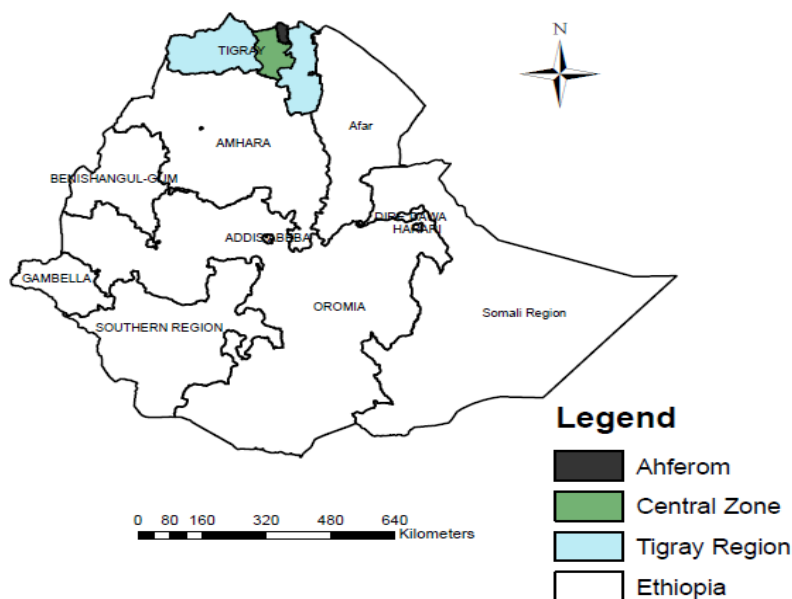 N
TIGRAY
Afar
AMHARA
BENISHANGUL-GUM
DIRE DAWA
HARARI
ADDIS ABEBA
GAMBELLA
OROMIA
Somali Region
SOUTHERN REGION
Legend
Ahferom
Central Zone
Tigray Region
Ethiopia
0 80 160 320 480 640
Kilometers